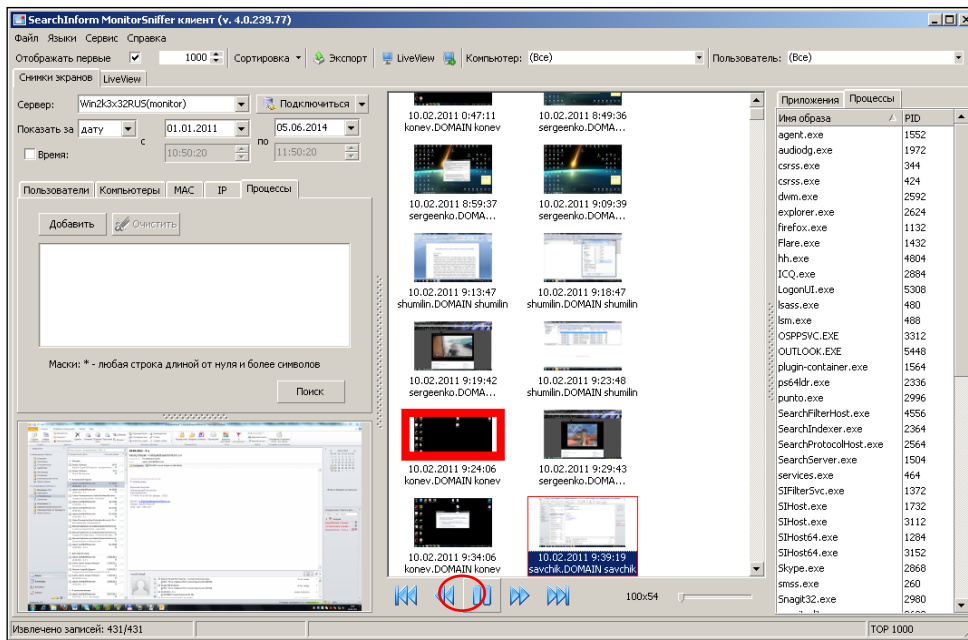 SearchInform MonitorSniffer клиент (v. 4.0.239.77)
Файл Языки Сервис Справка
Отображать первые 1000 Сортировка Экспорт LiveView Компьютер: (Все) Пользователь: (Все)
Снимки экранов LiveView
Сервер: Win2k3x32RUS(monitor) Подключиться
Показать за дату с 01.01.2011 по 05.06.2014
Время: 10:50:20 11:50:20
Пользователи Компьютеры MAC IP Процессы
Добавить Очистить
Маски: * - любая строка длиной от нуля и более символов
Поиск
10.02.2011 0:47:11
konev.DOMAIN konev
10.02.2011 8:49:36
sergeenko.DOMA...
10.02.2011 8:59:37
sergeenko.DOMA...
10.02.2011 9:09:39
sergeenko.DOMA...
10.02.2011 9:13:47
shumilin.DOMAIN shumilin
10.02.2011 9:18:47
shumilin.DOMAIN shumilin
10.02.2011 9:19:42
sergeenko.DOMA...
10.02.2011 9:23:48
shumilin.DOMAIN shumilin
10.02.2011 9:24:06
konev.DOMAIN konev
10.02.2011 9:29:43
sergeenko.DOMA...
10.02.2011 9:34:06
konev.DOMAIN konev
10.02.2011 9:39:19
savchik.DOMAIN savchik
100x54
Приложения Процессы
Имя образа PID
agent.exe 1552
audiodg.exe 1972
csrss.exe 344
csrss.exe 424
dwm.exe 2592
explorer.exe 2624
firefox.exe 1132
Flare.exe 1432
hh.exe 4804
ICQ.exe 2884
LogonUI.exe 5308
lsass.exe 480
lsm.exe 488
OSPPSVC.EXE 3312
OUTLOOK.EXE 5448
plugin-container.exe 1564
ps64ldr.exe 2336
punto.exe 2996
SearchFilterHost.exe 4556
SearchIndexer.exe 2364
SearchProtocolHost.exe 2564
SearchServer.exe 1504
services.exe 464
SIFilterSvc.exe 1372
SIHost.exe 1732
SIHost.exe 3112
SIHost64.exe 1284
SIHost64.exe 3152
Skype.exe 2868
smss.exe 260
Snagit32.exe 2980
Извлечено записей: 431/431 TOP 1000